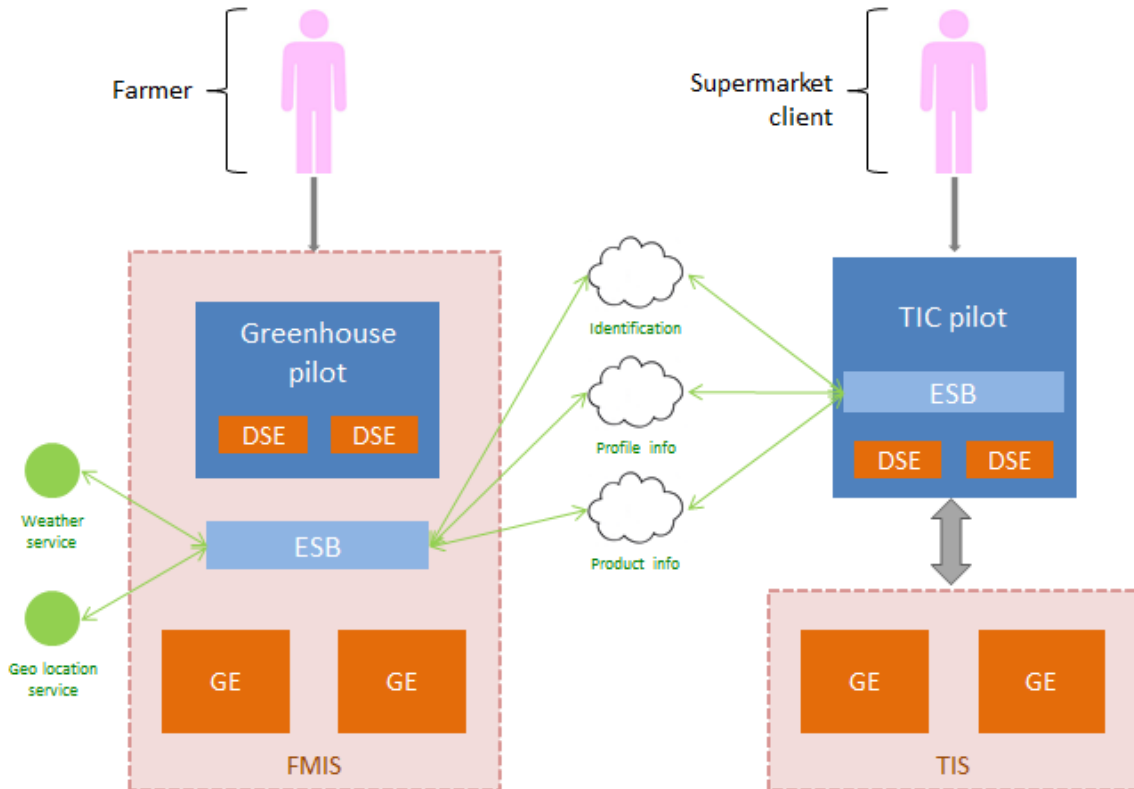 Farmer
Supermarket
client
Greenhouse
pilot
DSE
DSE
ESB
GE
GE
FMIS
Weather
service
Geo location
service
Identification
Profile info
Product info
TIC pilot
ESB
DSE
DSE
GE
GE
TIS